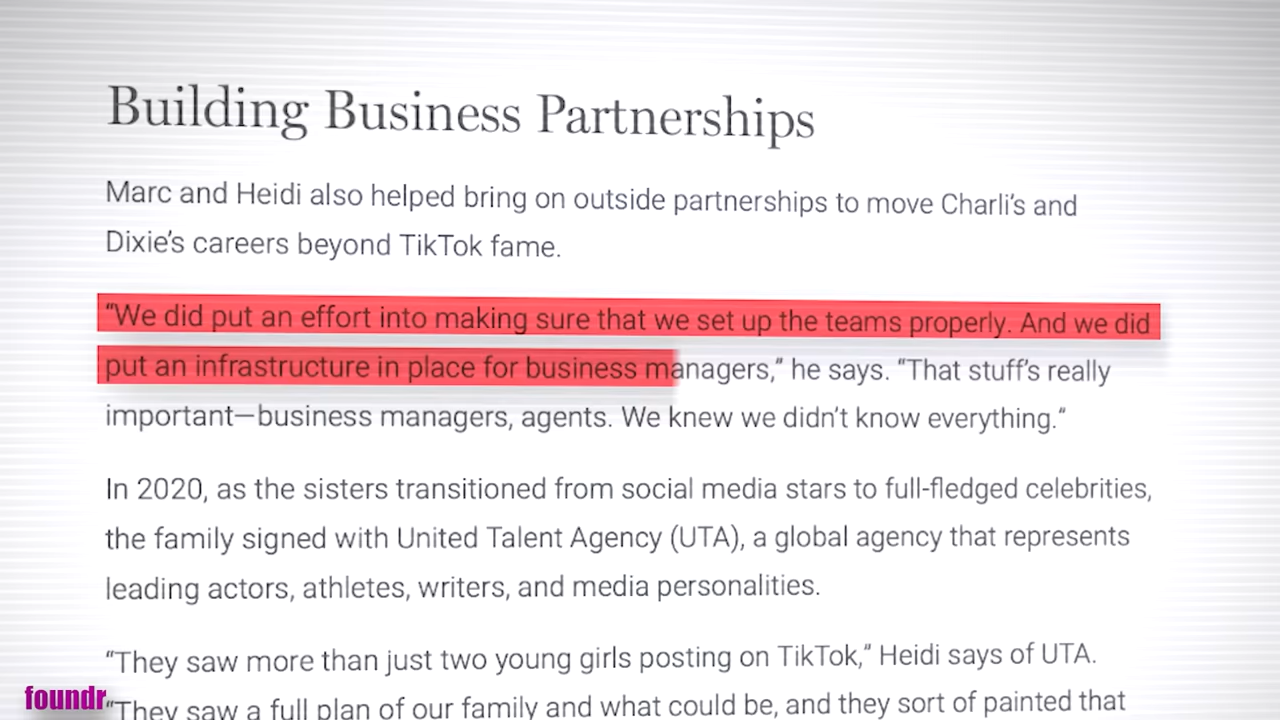 Building Business Partnerships
Marc and Heidi also helped bring on outside partnerships to move Charli’s and
Dixie’s careers beyond TikTok fame.
“We did put an effort into making sure that we set up the teams properly. And we did
put an infrastructure in place for business managers,” he says. “That stuff’s really
important—business managers, agents. We knew we didn’t know everything.“
In 2020, as the sisters transitioned from social media stars to full-fledged celebrities,
the family signed with United Talent Agency (UTA), a global agency that represents
leading actors, athletes, writers, and media personalities.
“They saw more than just two young girls posting on TikTok,” Heidi says of UTA.
“They saw a full plan of our family and what could be, and they sort of painted that
foundr